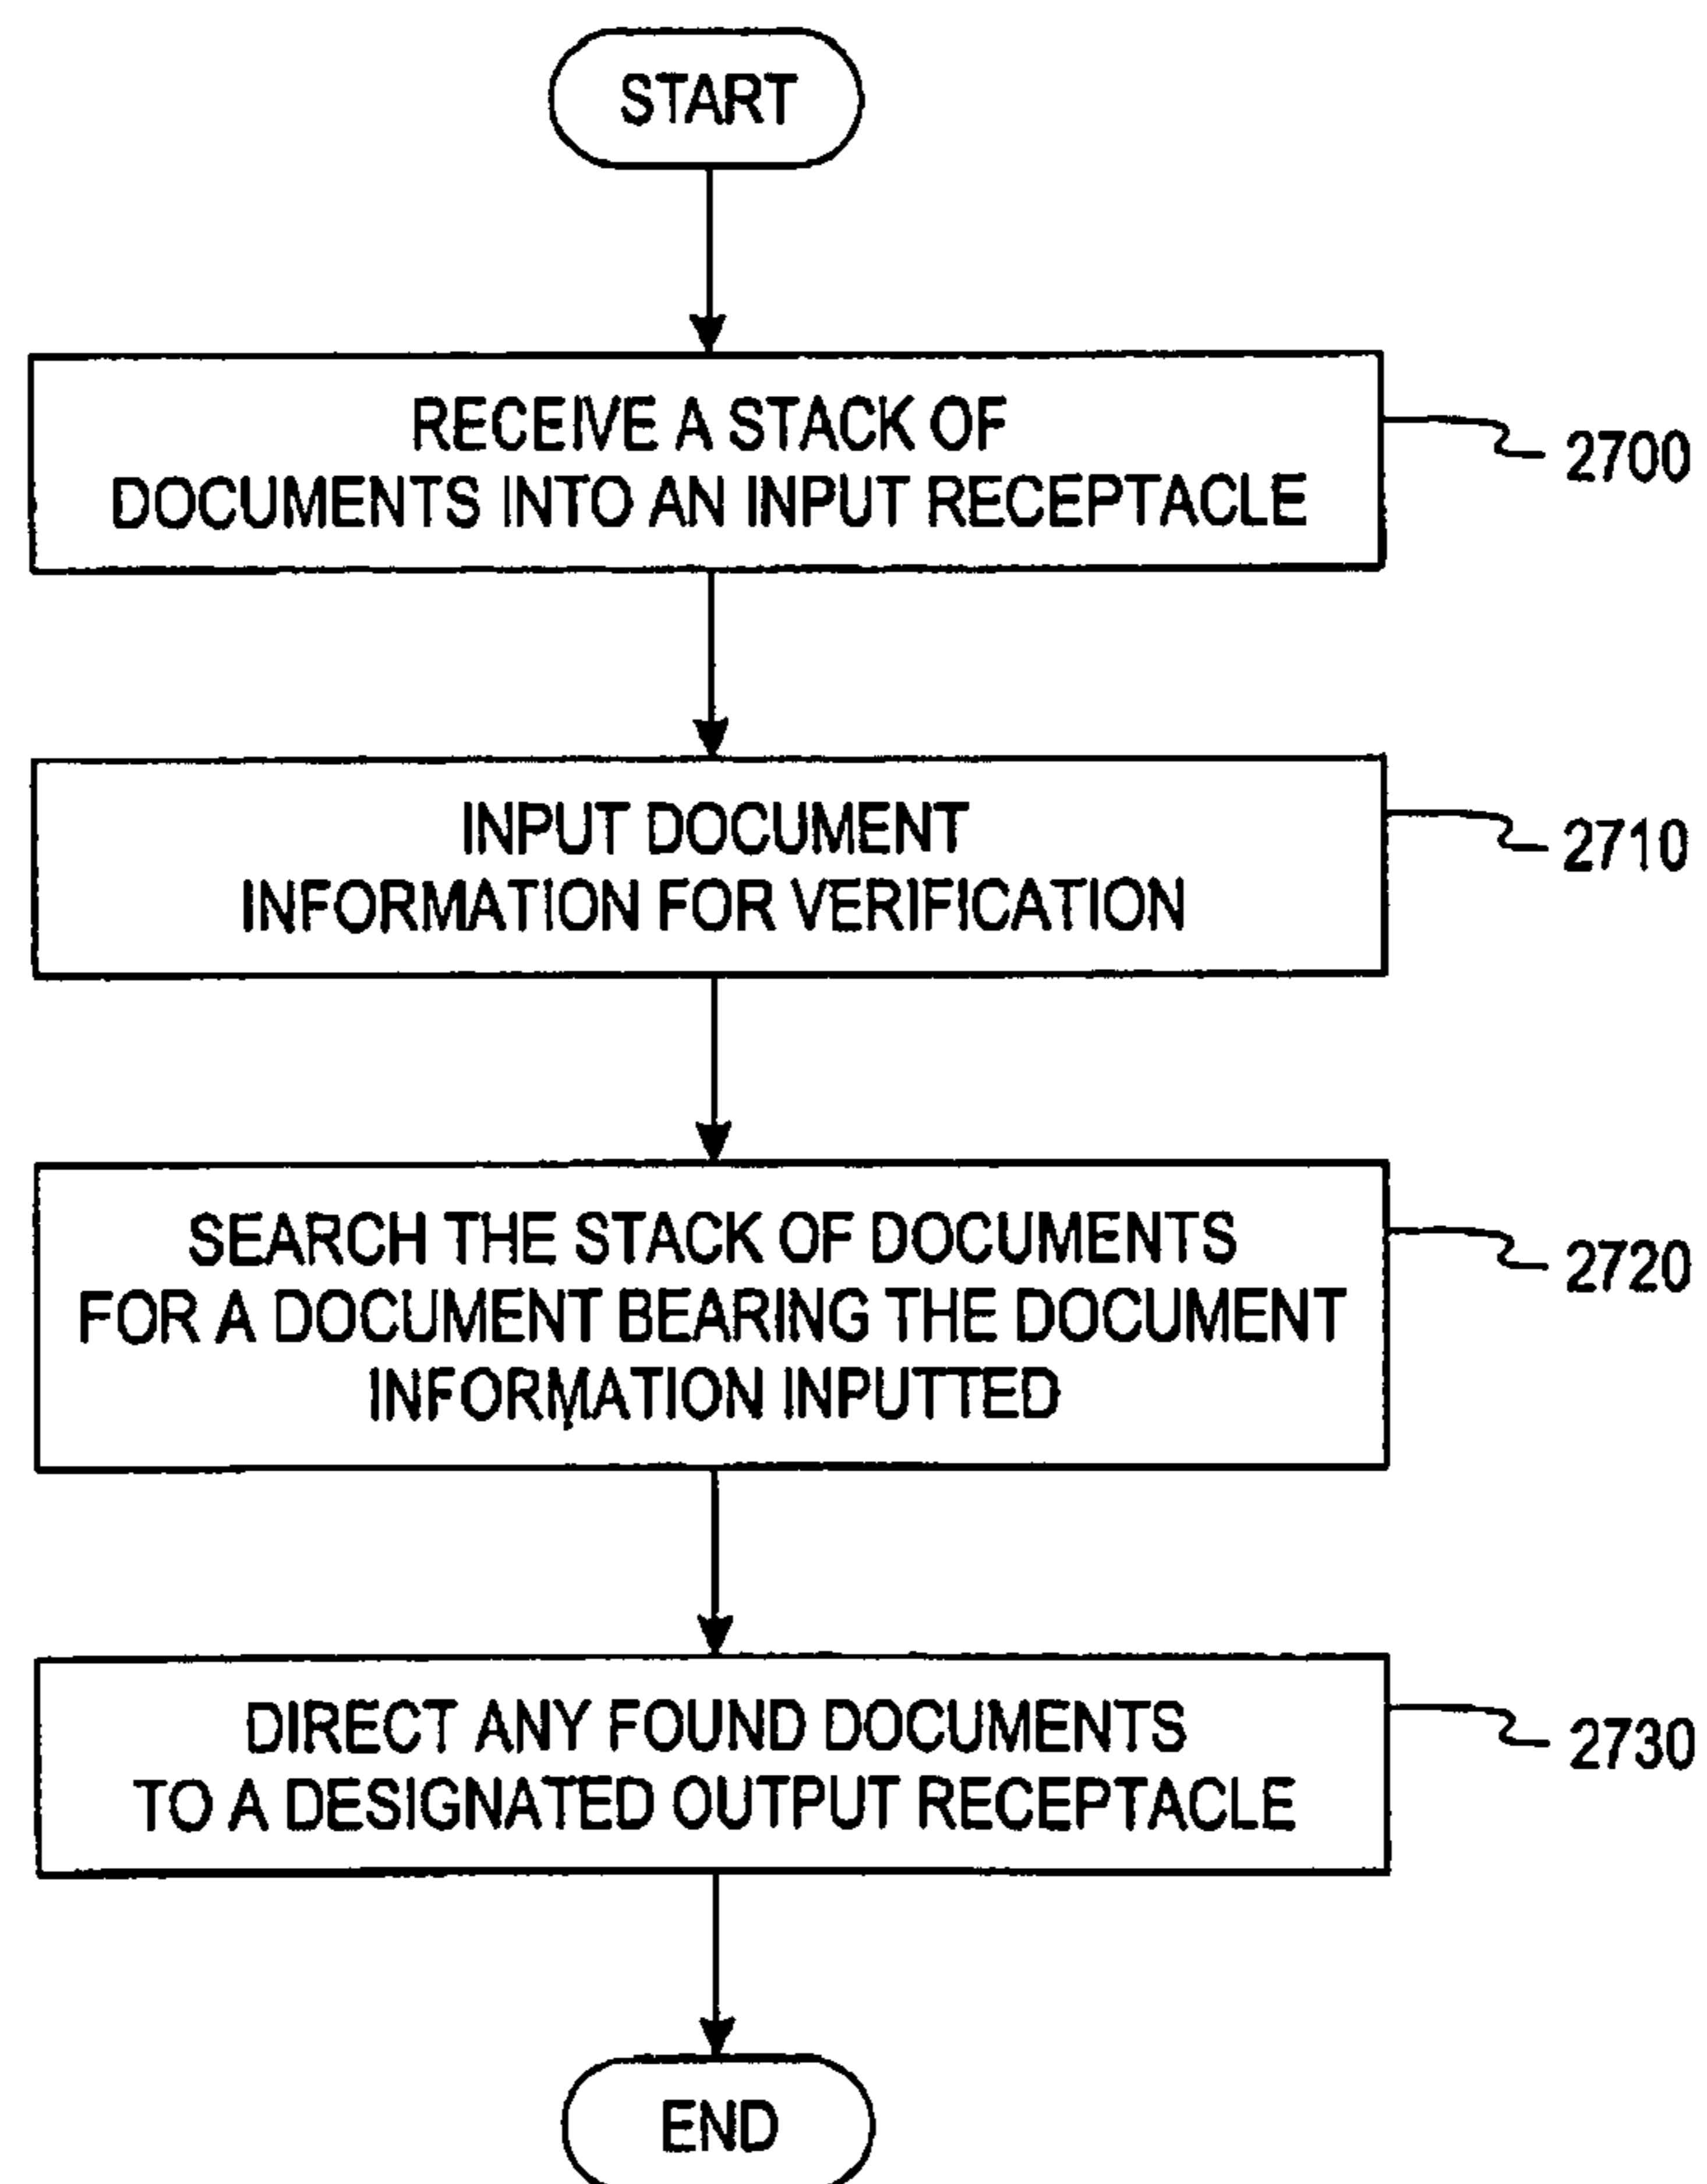 START
RECEIVE A STACK OF
DOCUMENTS INTO AN INPUT RECEPTACLE
2700
INPUT DOCUMENT
INFORMATION FOR VERIFICATION
2710
SEARCH THE STACK OF DOCUMENTS
FOR A DOCUMENT BEARING THE DOCUMENT
INFORMATION INPUTTED
2720
DIRECT ANY FOUND DOCUMENTS
TO A DESIGNATED OUTPUT RECEPTACLE
2730
END